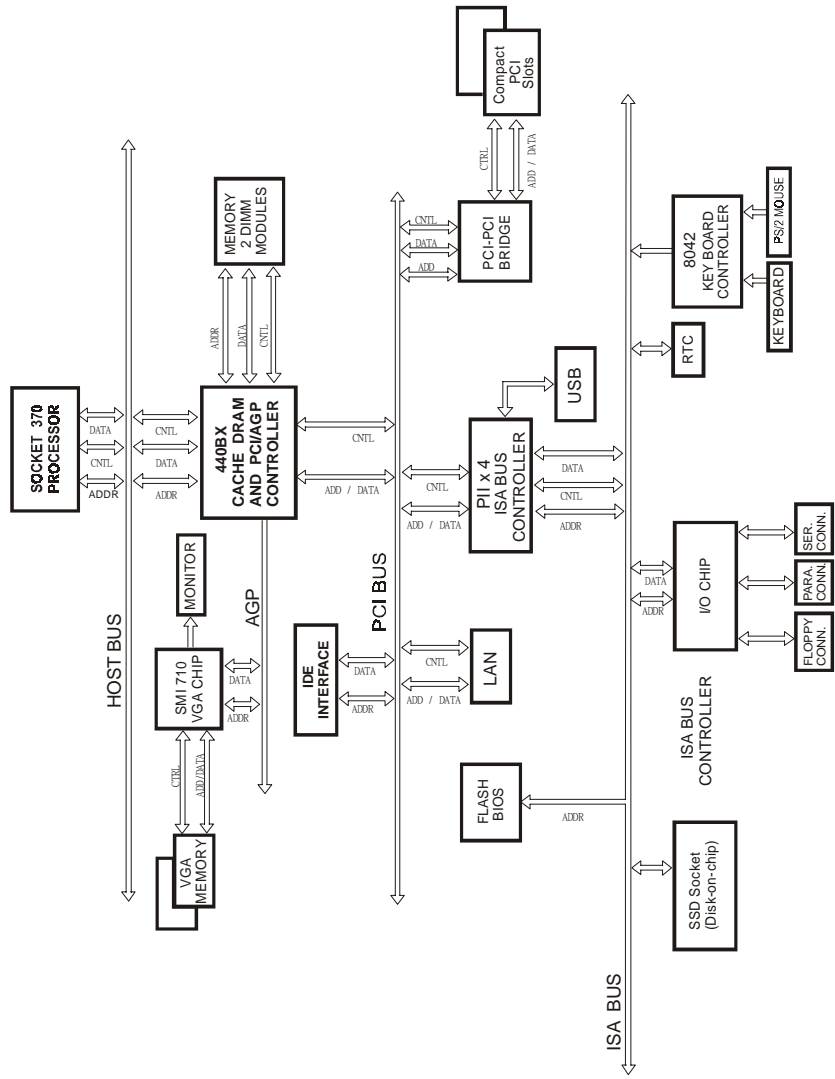 SOCKET 370
PROCESSOR
ADDR
CNTL
DATA
HOST BUS
ADDR
DATA
CNTL
VGA
MEMORY
CTRL
ADD/DATA
SMI 710
VGA CHIP
MONITOR
ADDR
DATA
AGP
440BX
CACHE DRAM
AND PCI/AGP
CONTROLLER
ADDR
DATA
CNTL
MEMORY
2 DIMM
MODULES
ADD / DATA
CNTL
IDE
INTERFACE
ADDR
DATA
PCI BUS
ADD / DATA
CNTL
LAN
ADD / DATA
CNTL
PII x 4
ISA BUS
CONTROLLER
USB
ADD
DATA
CNTL
PCI-PCI
BRIDGE
CTRL
ADD / DATA
Compact
PCI
Slots
FLASH
BIOS
ADDR
ADDR
CNTL
DATA
ISA BUS
SSD Socket
(Disk-on-chip)
ISA BUS
CONTROLLER
ADDR
DATA
I/O CHIP
FLOPPY
CONN.
PARA.
CONN.
SER.
CONN.
RTC
8042
KEY BOARD
CONTROLLER
KEYBOARD
PS/2 MOUSE